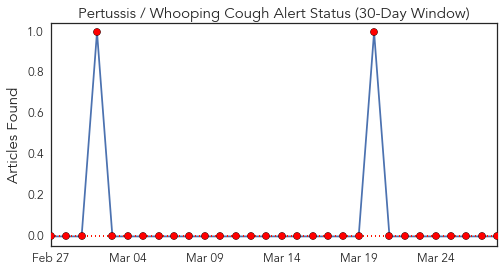 Pertussis / Whooping Cough Alert Status (30-Day Window)
Articles Found
1.0
0.8
0.6
0.4
0.2
0.0
Feb 27 Mar 04 Mar 09 Mar 14 Mar 19 Mar 24